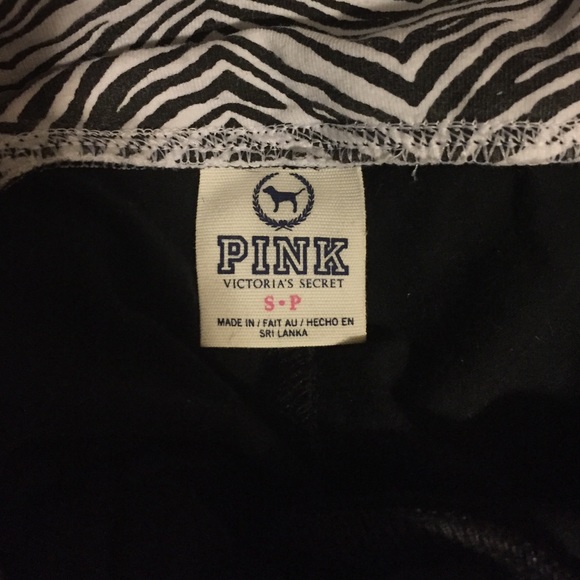 PINK
VICTORIA'S SECRET
S•P
MADE IN / FAIT AU / HECHO EN
SRI LANKA